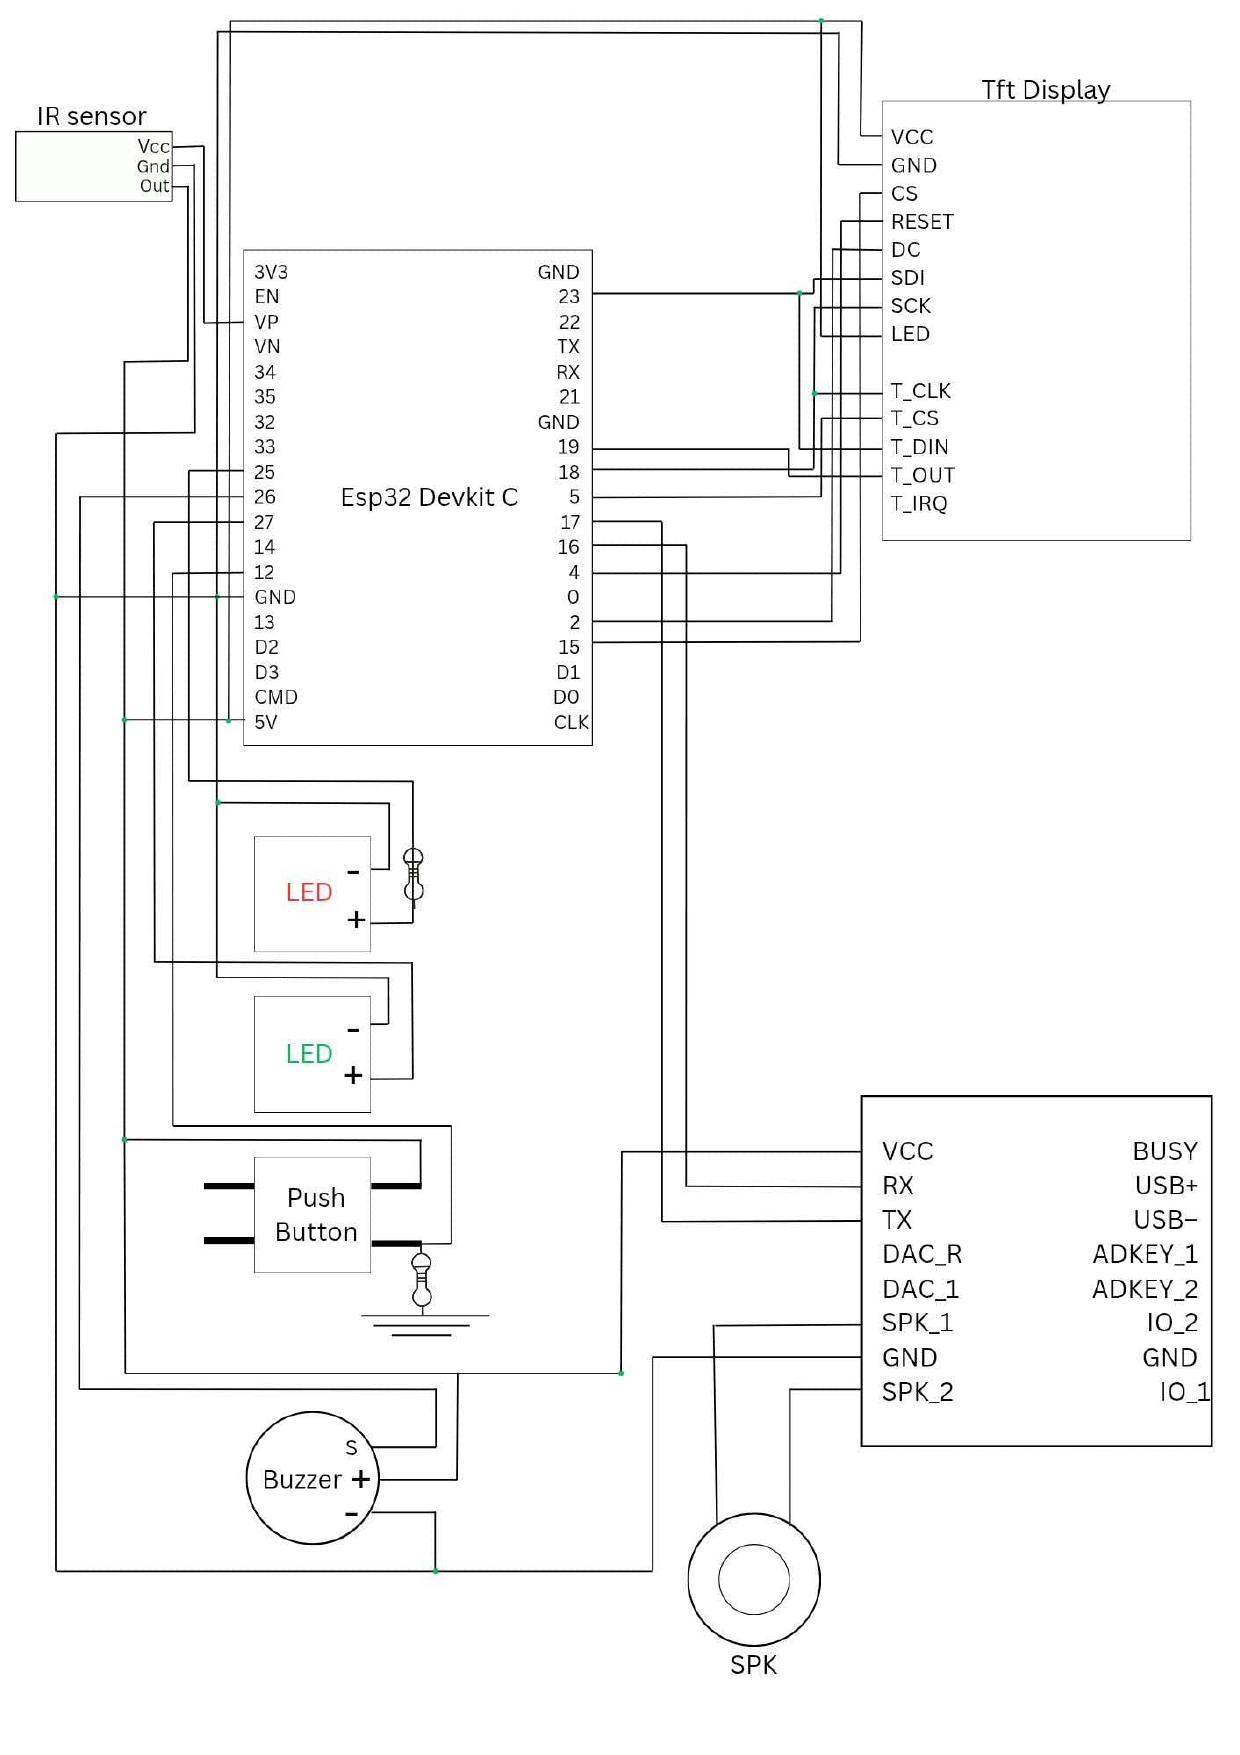 Tft Display
IR sensor
Vcc
Gnd
Out
VCC
GND
CS
RESET
DC
SDI
SCK
LED
T_CLK
T_CS
T_DIN
T_OUT
T_IRQ
3V3
EN
VP
VN
34
35
32
33
25
26
27
14
12
GND
13
D2
D3
CMD
5V
Esp32 Devkit C
GND
23
22
TX
RX
21
GND
19
18
5
17
16
4
0
2
15
D1
D0
CLK
-
LED
+
-
LED
+
Push
Button
VCC
RX
TX
DAC_R
DAC_1
SPK_1
GND
SPK_2
BUSY
USB+
USB–
ADKEY_1
ADKEY_2
IO_2
GND
IO_1
S
Buzzer +
-
SPK